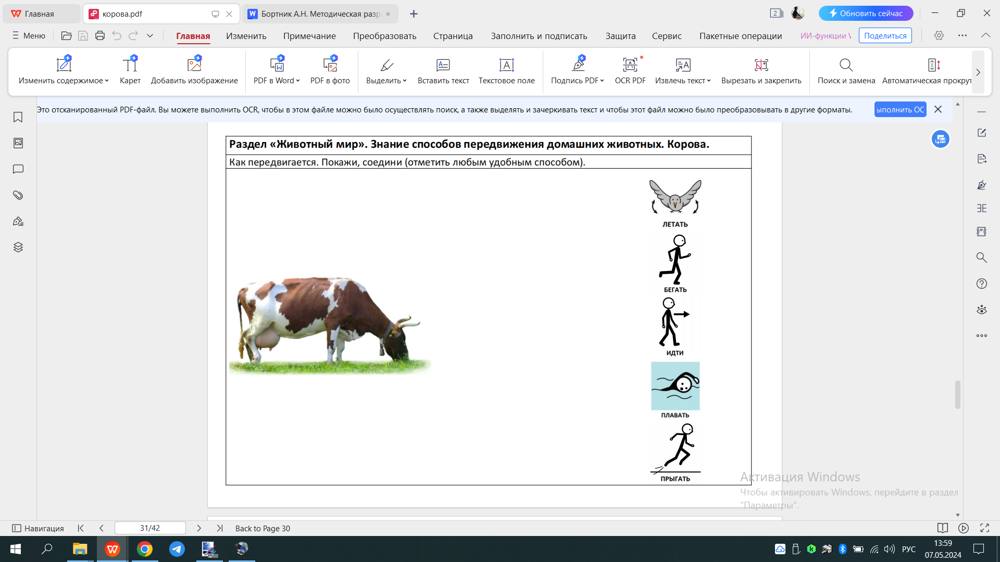 Главная
корова.pdf
Бортник А.Н. Методическая разр
2
Обновить сейчас
Меню
Главная
Изменить
Примечание
Преобразовать
Страница
Заполнить и подписать
Защита
Сервис
Пакетные операции
ИИ-функции
Поделиться
Изменить содержимое
Карет
Добавить изображение
PDF в Word
PDF в фото
Выделить
Вставить текст
Текстовое поле
Подпись PDF
OCR PDF
Извлечь текст
Вырезать и закрепить
Поиск и замена
Автоматическая прокрут
Это отсканированный PDF-файл. Вы можете выполнить OCR, чтобы в этом файле можно было осуществлять поиск, а также выделять и зачеркивать текст и чтобы этот файл можно было преобразовывать в другие форматы.
ыполнить ОС
Раздел «Животный мир». Знание способов передвижения домашних животных. Корова.
Как передвигается. Покажи, соедини (отметить любым удобным способом).
ЛЕТАТЬ
БЕГАТЬ
ИДТИ
ПЛАВАТЬ
ПРЫГАТЬ
Активация Windows
Чтобы активировать Windows, перейдите в раздел
"Параметры".
Навигация
31/42
Back to Page 30
РУС
13:59
07.05.2024